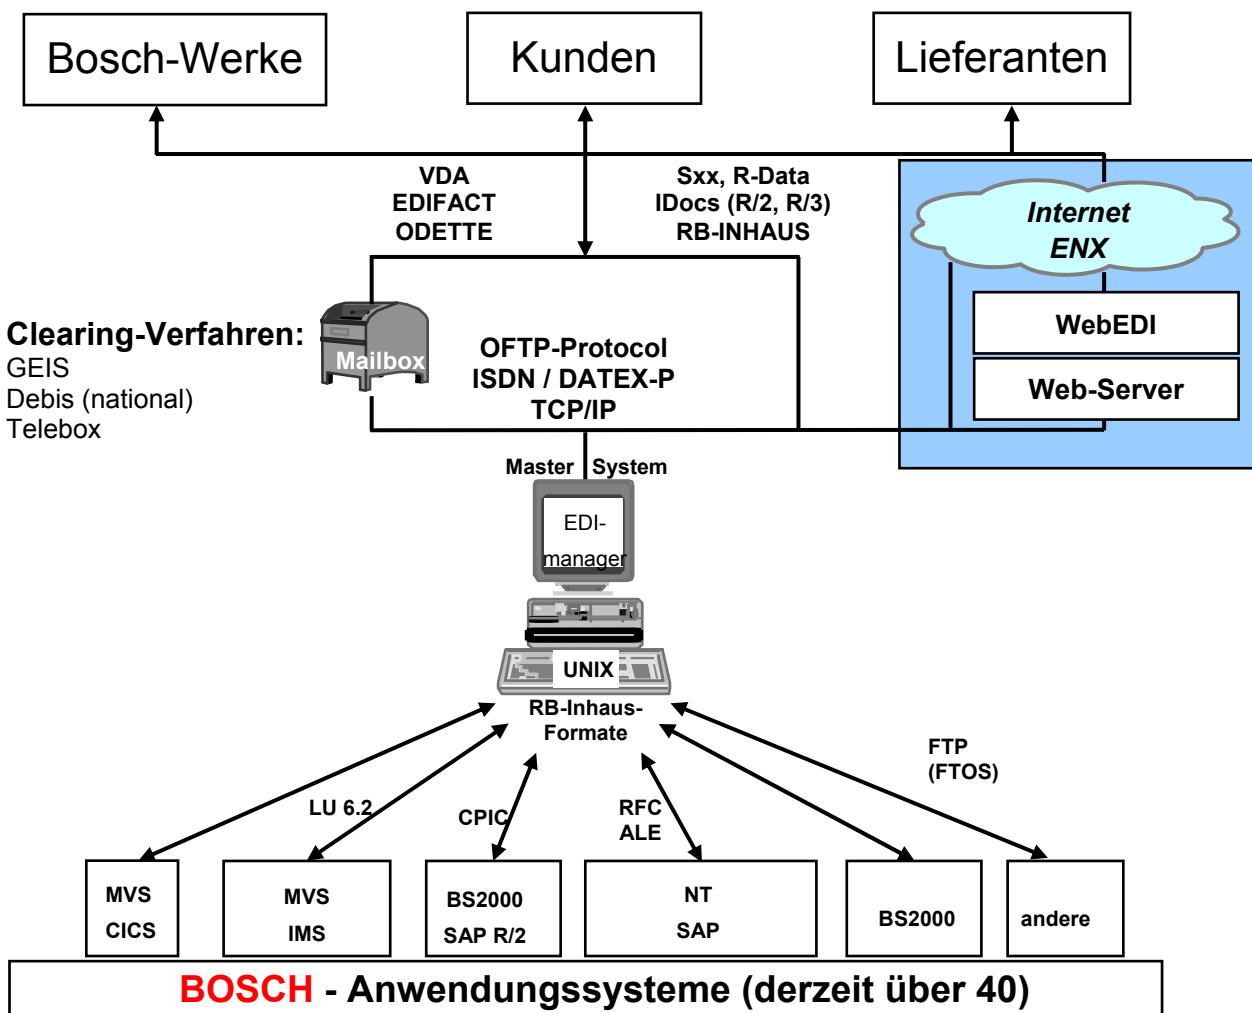 Bosch-Werke
Kunden
Lieferanten
VDA
EDIFACT
ODETTE
Sxx, R-Data
IDocs (R/2, R/3)
RB-INHAUS
Internet
ENX
WebEDI
Web-Server
Clearing-Verfahren:
GEIS
Debis (national)
Telebox
Mailbox
OFTP-Protocol
ISDN / DATEX-P
TCP/IP
Master System
EDI-
manager
UNIX
RB-Inhaus-
Formate
LU 6.2
CPIC
RFC
ALE
FTP
(FTOS)
MVS
CICS
MVS
IMS
BS2000
SAP R/2
NT
SAP
BS2000
andere
BOSCH - Anwendungssysteme (derzeit über 40)